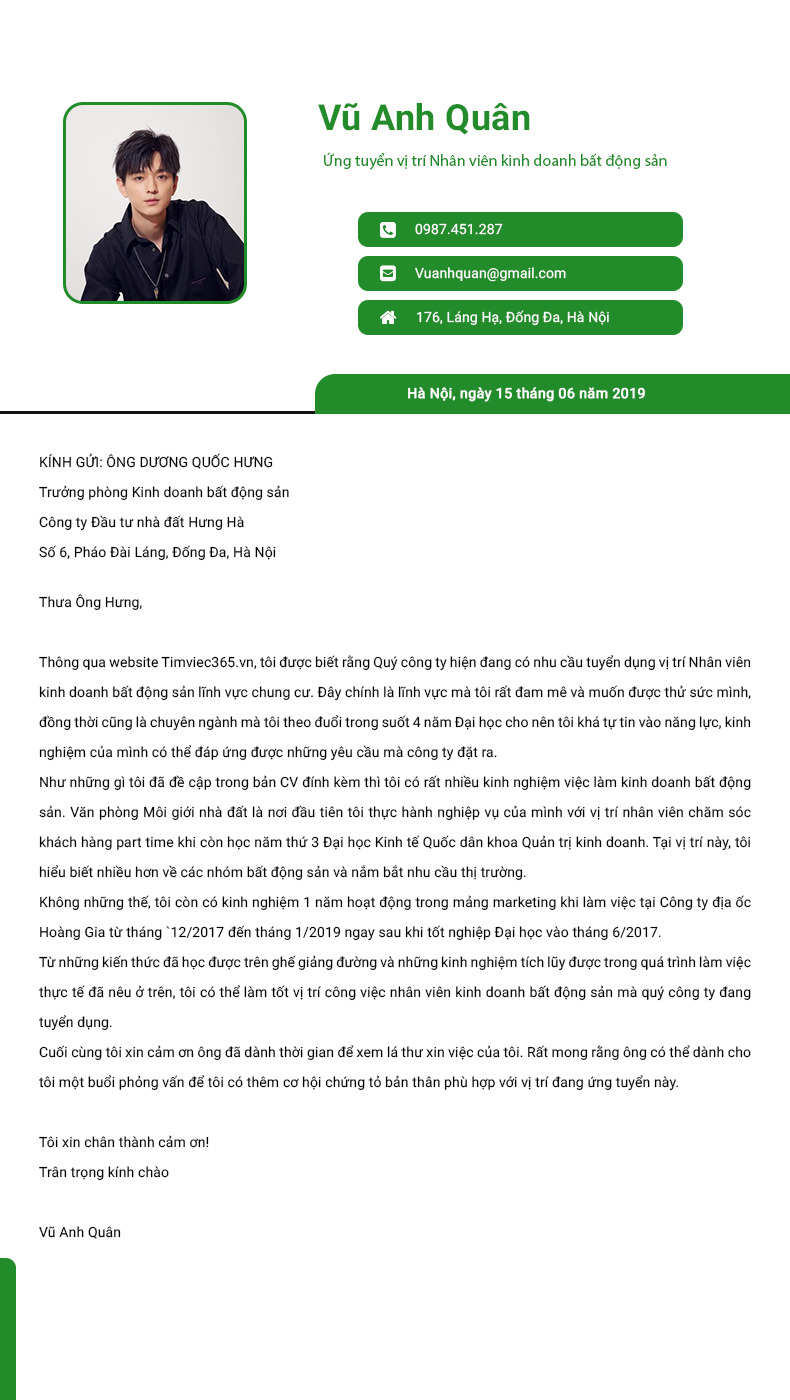 Vũ Anh Quân
Ứng tuyển vị trí Nhân viên kinh doanh bất động sản
0987.451.287
Vuanhquan@gmail.com
176, Láng Hạ, Đống Đa, Hà Nội
Hà Nội, ngày 15 tháng 06 năm 2019
KÍNH GỬI: ÔNG DƯƠNG QUỐC HƯNG
Trưởng phòng Kinh doanh bất động sản
Công ty Đầu tư nhà đất Hưng Hà
Số 6, Pháo Đài Láng, Đống Đa, Hà Nội
Thưa Ông Hưng,
Thông qua website Timviec365.vn, tôi được biết rằng Quý công ty hiện đang có nhu cầu tuyển dụng vị trí Nhân viên
kinh doanh bất động sản lĩnh vực chung cư. Đây chính là lĩnh vực mà tôi rất đam mê và muốn được thử sức mình,
đồng thời cũng là chuyên ngành mà tôi theo đuổi trong suốt 4 năm Đại học cho nên tôi khá tự tin vào năng lực, kinh
nghiệm của mình có thể đáp ứng được những yêu cầu mà công ty đặt ra.
Như những gì tôi đã đề cập trong bản CV đính kèm thì tôi có rất nhiều kinh nghiệm việc làm kinh doanh bất động
sản. Văn phòng Môi giới nhà đất là nơi đầu tiên tôi thực hành nghiệp vụ của mình với vị trí nhân viên chăm sóc
khách hàng part time khi còn học năm thứ 3 Đại học Kinh tế Quốc dân khoa Quản trị kinh doanh. Tại vị trí này, tôi
hiểu biết nhiều hơn về các nhóm bất động sản và nắm bắt nhu cầu thị trường.
Không những thế, tôi còn có kinh nghiệm 1 năm hoạt động trong mảng marketing khi làm việc tại Công ty địa ốc
Hoàng Gia từ tháng `12/2017 đến tháng 1/2019 ngay sau khi tốt nghiệp Đại học vào tháng 6/2017.
Từ những kiến thức đã học được trên ghế giảng đường và những kinh nghiệm tích lũy được trong quá trình làm việc
thực tế đã nêu ở trên, tôi có thể làm tốt vị trí công việc nhân viên kinh doanh bất động sản mà quý công ty đang
tuyển dụng.
Cuối cùng tôi xin cảm ơn ông đã dành thời gian để xem lá thư xin việc của tôi. Rất mong rằng ông có thể dành cho
tôi một buổi phỏng vấn để tôi có thêm cơ hội chứng tỏ bản thân phù hợp với vị trí đang ứng tuyển này.
Tôi xin chân thành cảm ơn!
Trân trọng kính chào
Vũ Anh Quân